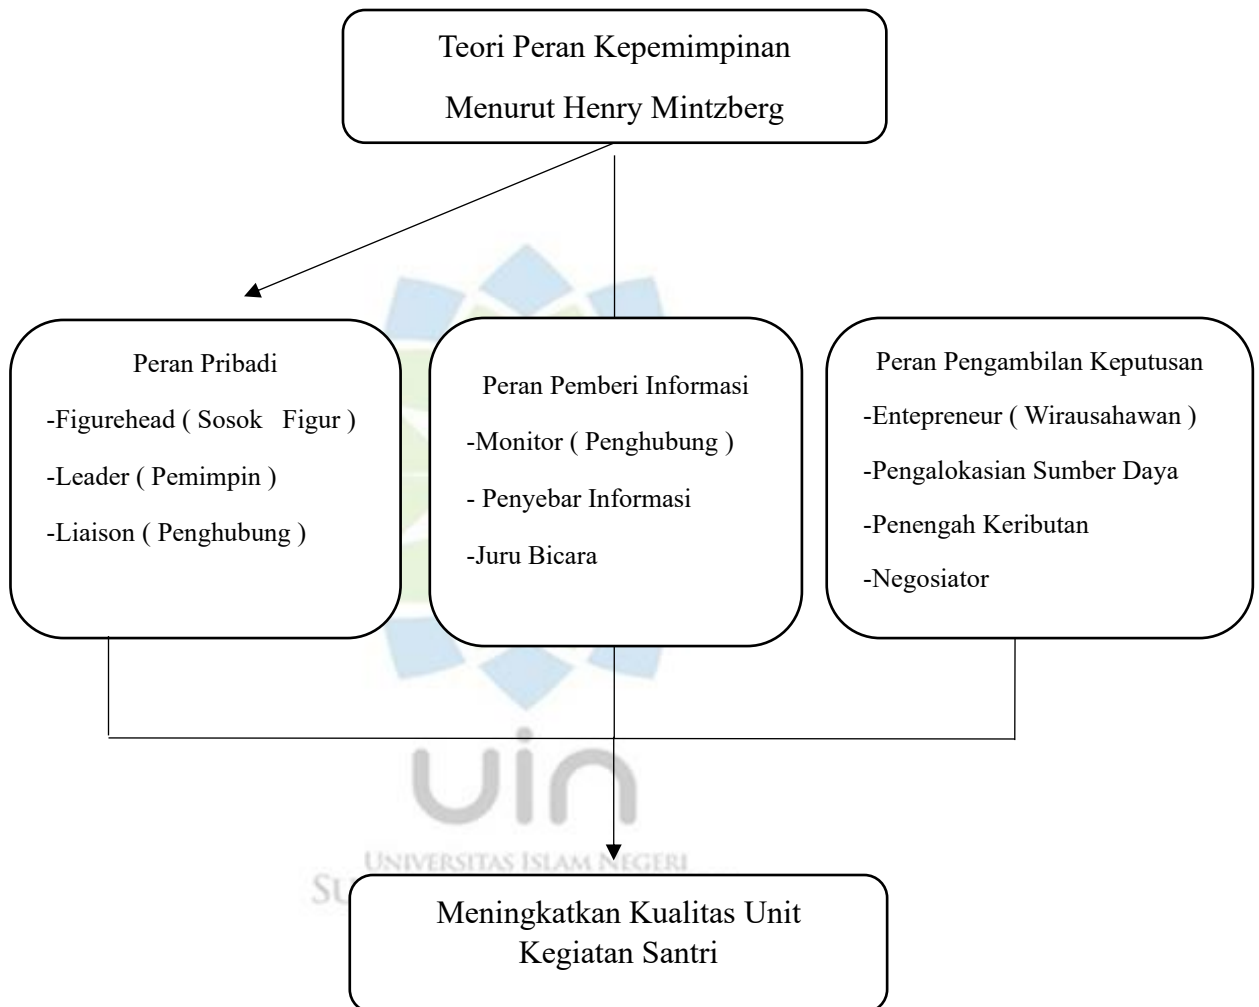 Teori Peran Kepemimpinan
Menurut Henry Mintzberg
Peran Pribadi
-Figurehead ( Sosok Figur )
-Leader ( Pemimpin )
-Liaison ( Penghubung )
Peran Pemberi Informasi
-Monitor ( Penghubung )
- Penyebar Informasi
-Juru Bicara
Peran Pengambilan Keputusan
-Entepreneur ( Wirausahawan )
-Pengalokasian Sumber Daya
-Penengah Keributan
-Negosiator
uin
UNIVERSITAS ISLAM NEGERI
Meningkatkan Kualitas Unit
Kegiatan Santri